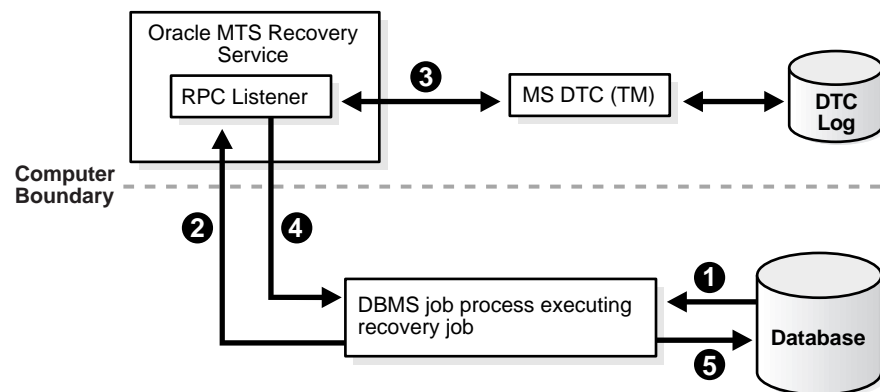 Oracle MTS Recovery
Service
RPC Listener
3
MS DTC (TM)
DTC
Log
Computer
Boundary
2
4
1
DBMS job process executing
recovery job
Database
5